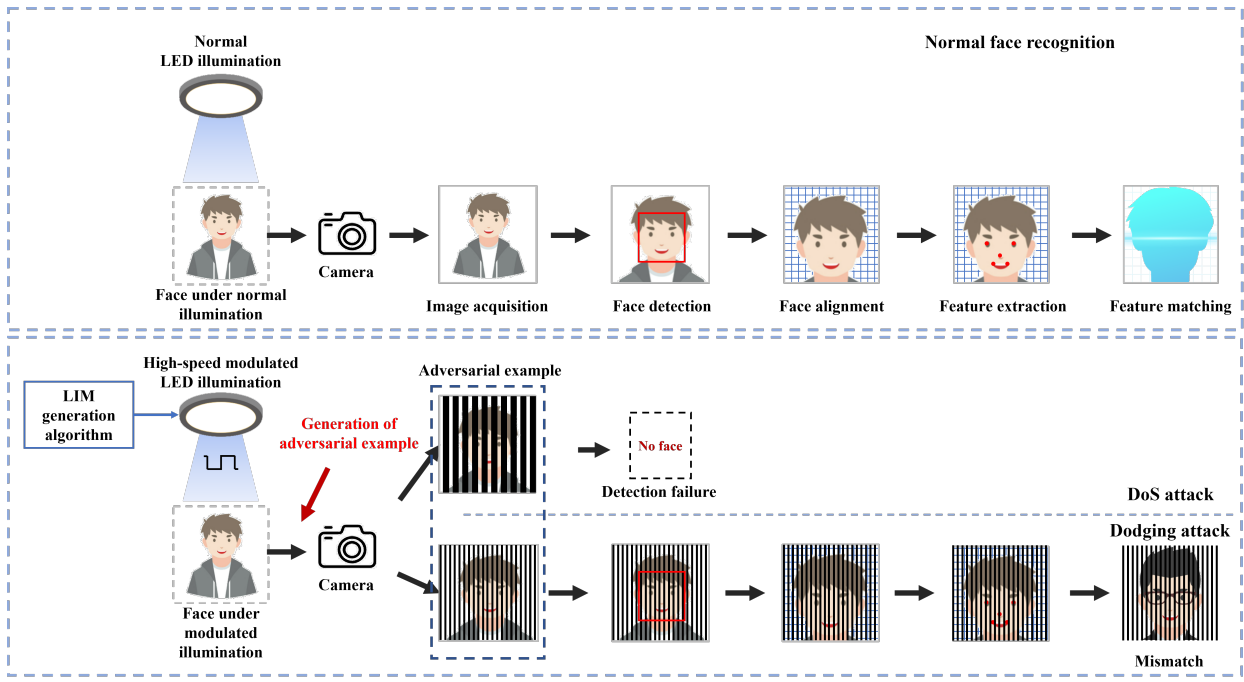 Normal
LED illumination
Normal face recognition
Camera
Face under normal
illumination
Image acquisition
Face detection
Face alignment
Feature extraction
Feature matching
High-speed modulated
LED illumination
LIM
generation
algorithm
Generation of
adversarial example
Adversarial example
No face
Detection failure
DoS attack
Camera
Face under
modulated
illumination
Dodging attack
Mismatch